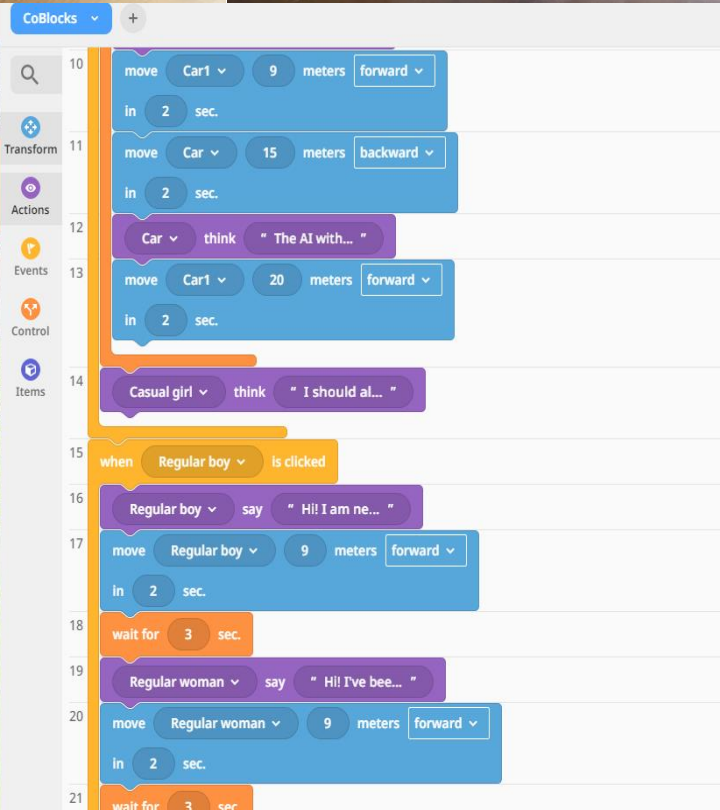 CoBlocks +
Transform
Actions
Events
Control
Items
10 move Car1 9 meters forward
in 2 sec.
11 move Car 15 meters backward
in 2 sec.
12 Car think " The AI with... "
13 move Car1 20 meters forward
in 2 sec.
14 Casual girl think " I should al... "
15 when Regular boy is clicked
16 Regular boy say " Hi! I am ne... "
17 move Regular boy 9 meters forward
in 2 sec.
18 wait for 3 sec.
19 Regular woman say " Hi! I've bee... "
20 move Regular woman 9 meters forward
in 2 sec.
21 wait for 3 sec